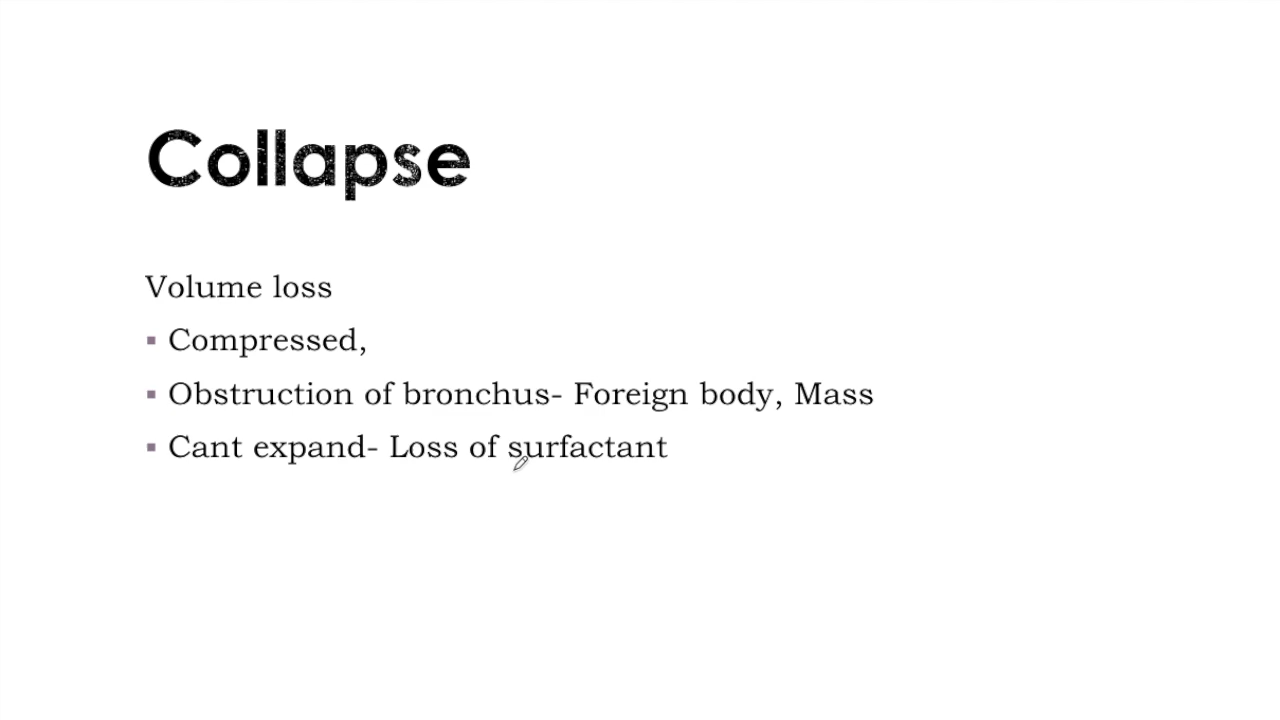 Collapse
Volume loss
▪ Compressed,
▪ Obstruction of bronchus- Foreign body, Mass
▪ Cant expand- Loss of surfactant